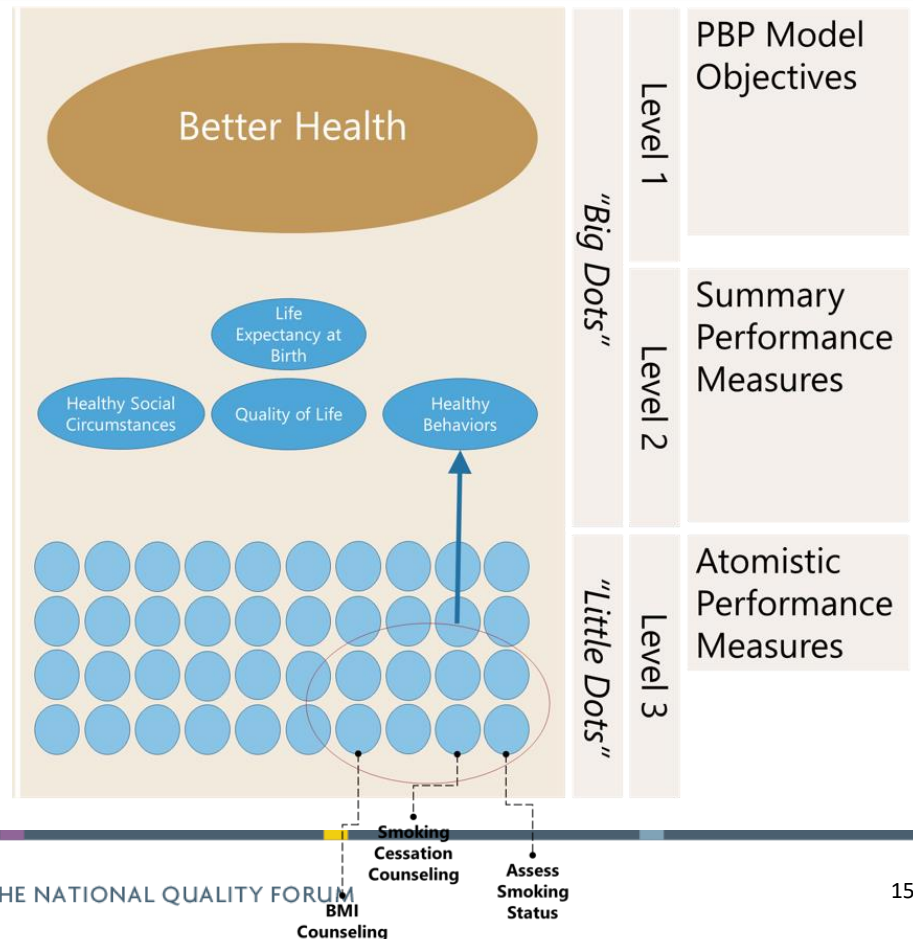 Better Health
Life
Expectancy at
Birth
Healthy Social
Circumstances
Quality of Life
Healthy
Behaviors
"Big Dots"
"Little Dots"
Level 1
Level 2
Level 3
PBP Model
Objectives
Summary
Performance
Measures
Atomistic
Performance
Measures
Smoking
Cessation
Counseling
Assess
Smoking
Status
BMI
Counseling
HE NATIONAL QUALITY FORUM
15